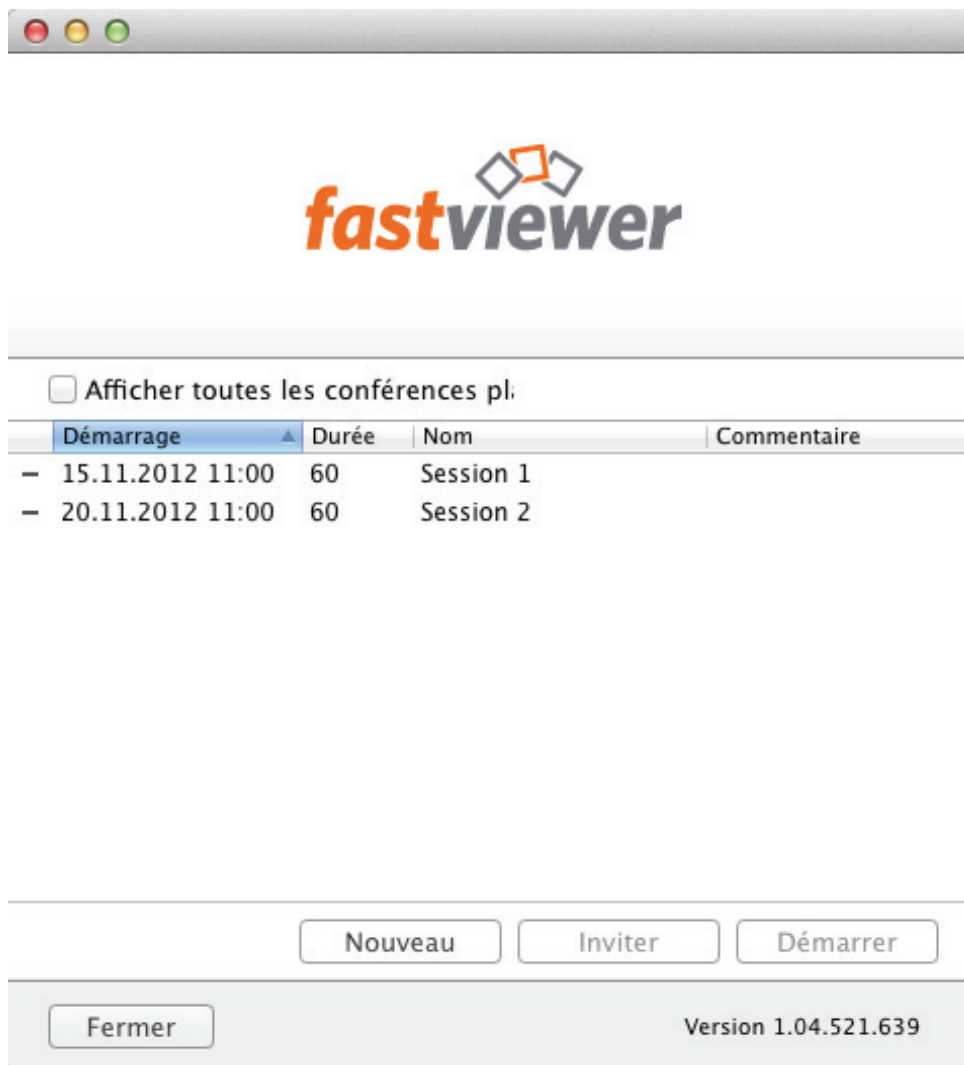 fastviewer
Afficher toutes les conférences pl
Démarrage Durée Nom Commentaire
– 15.11.2012 11:00 60 Session 1
– 20.11.2012 11:00 60 Session 2
Nouveau Inviter Démarrer
Fermer Version 1.04.521.639